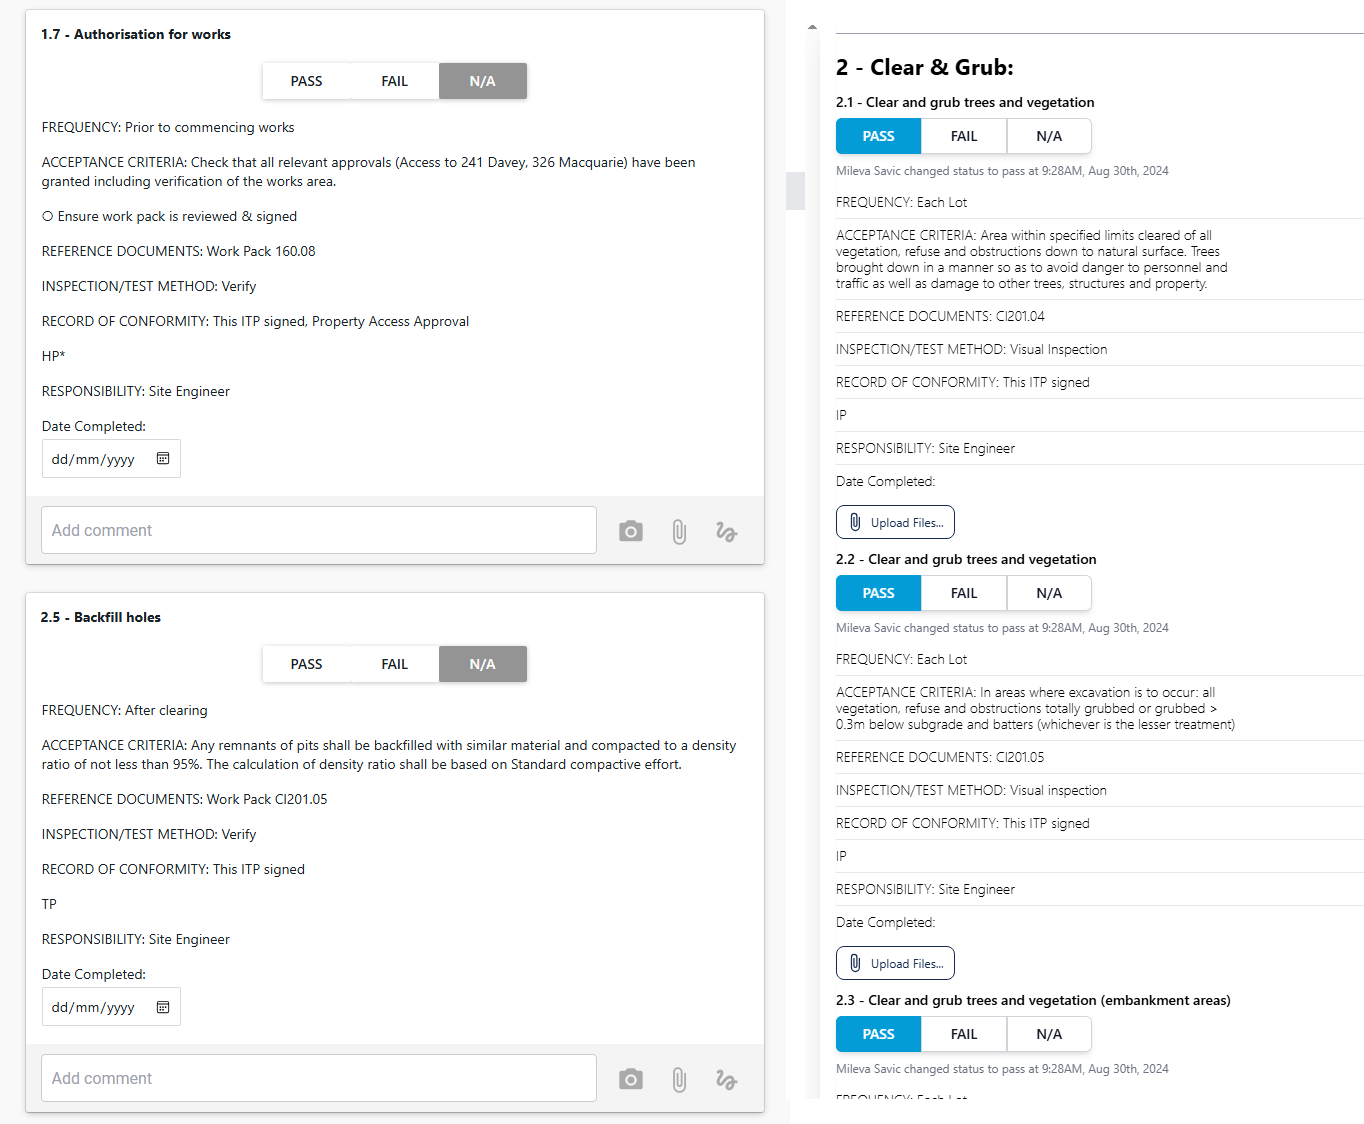 1.7 - Authorisation for works
PASS FAIL N/A
FREQUENCY: Prior to commencing works
ACCEPTANCE CRITERIA: Check that all relevant approvals (Access to 241 Davey, 326 Macquarie) have been
granted including verification of the works area.
O Ensure work pack is reviewed & signed
REFERENCE DOCUMENTS: Work Pack 160.08
INSPECTION/TEST METHOD: Verify
RECORD OF CONFORMITY: This ITP signed, Property Access Approval
HP*
RESPONSIBILITY: Site Engineer
Date Completed:
dd/mm/yyyy
Add comment
2.5 - Backfill holes
PASS FAIL N/A
FREQUENCY: After clearing
ACCEPTANCE CRITERIA: Any remnants of pits shall be backfilled with similar material and compacted to a density
ratio of not less than 95%. The calculation of density ratio shall be based on Standard compactive effort.
REFERENCE DOCUMENTS: Work Pack CI201.05
INSPECTION/TEST METHOD: Verify
RECORD OF CONFORMITY: This ITP signed
TP
RESPONSIBILITY: Site Engineer
Date Completed:
dd/mm/yyyy
Add comment
2 - Clear & Grub:
2.1 - Clear and grub trees and vegetation
PASS FAIL N/A
Mileva Savic changed status to pass at 9:28AM, Aug 30th, 2024
FREQUENCY: Each Lot
ACCEPTANCE CRITERIA: Area within specified limits cleared of all
vegetation, refuse and obstructions down to natural surface. Trees
brought down in a manner so as to avoid danger to personnel and
traffic as well as damage to other trees, structures and property.
REFERENCE DOCUMENTS: CI201.04
INSPECTION/TEST METHOD: Visual Inspection
RECORD OF CONFORMITY: This ITP signed
IP
RESPONSIBILITY: Site Engineer
Date Completed:
Upload Files...
2.2 - Clear and grub trees and vegetation
PASS FAIL N/A
Mileva Savic changed status to pass at 9:28AM, Aug 30th, 2024
FREQUENCY: Each Lot
ACCEPTANCE CRITERIA: In areas where excavation is to occur: all
vegetation, refuse and obstructions totally grubbed or grubbed >
0.3m below subgrade and batters (whichever is the lesser treatment)
REFERENCE DOCUMENTS: CI201.05
INSPECTION/TEST METHOD: Visual inspection
RECORD OF CONFORMITY: This ITP signed
IP
RESPONSIBILITY: Site Engineer
Date Completed:
Upload Files...
2.3 - Clear and grub trees and vegetation (embankment areas)
PASS FAIL N/A
Mileva Savic changed status to pass at 9:28AM, Aug 30th, 2024
FREQUENCY: Each Lot